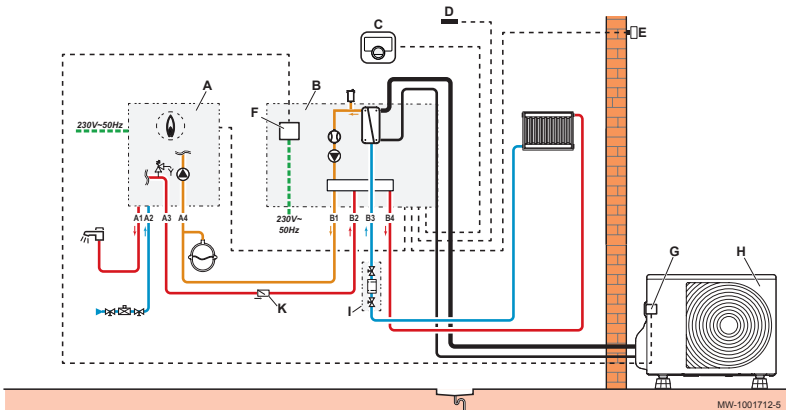 D
C
E
A
B
F
230V~50Hz
230V~
50Hz
A1 A2 A3 A4
B1 B2 B3 B4
G
H
I
K
MW-1001712-5